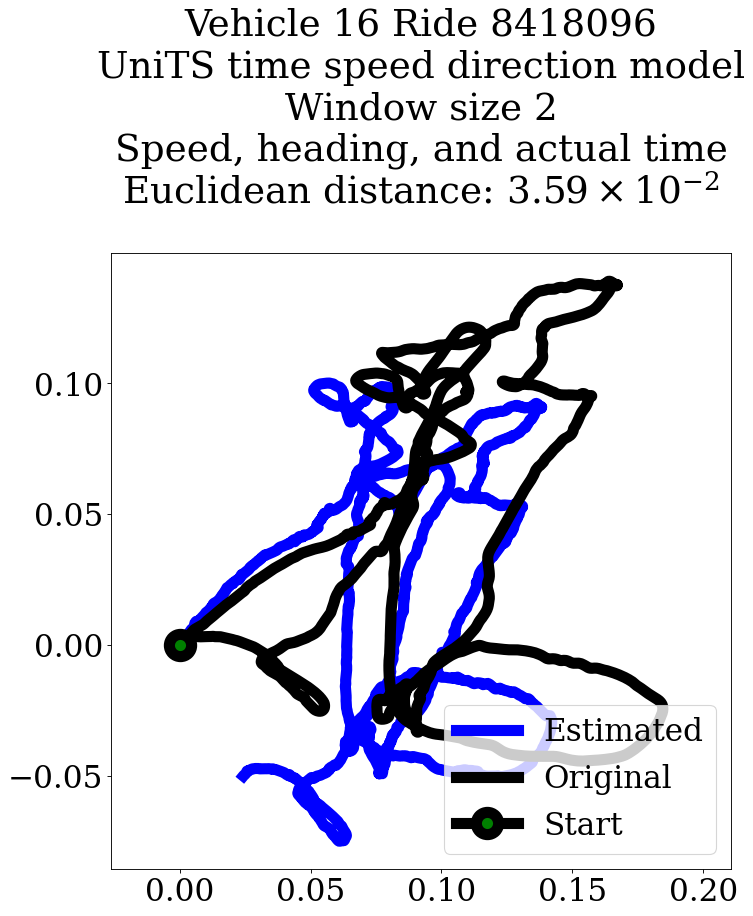 Vehicle 16 Ride 8418096
UniTS time speed direction model
Window size 2
Speed, heading, and actual time
Euclidean distance: 3.59 × 10⁻²
0.10
0.05
0.00
−0.05
Estimated
Original
Start
0.00 0.05 0.10 0.15 0.20